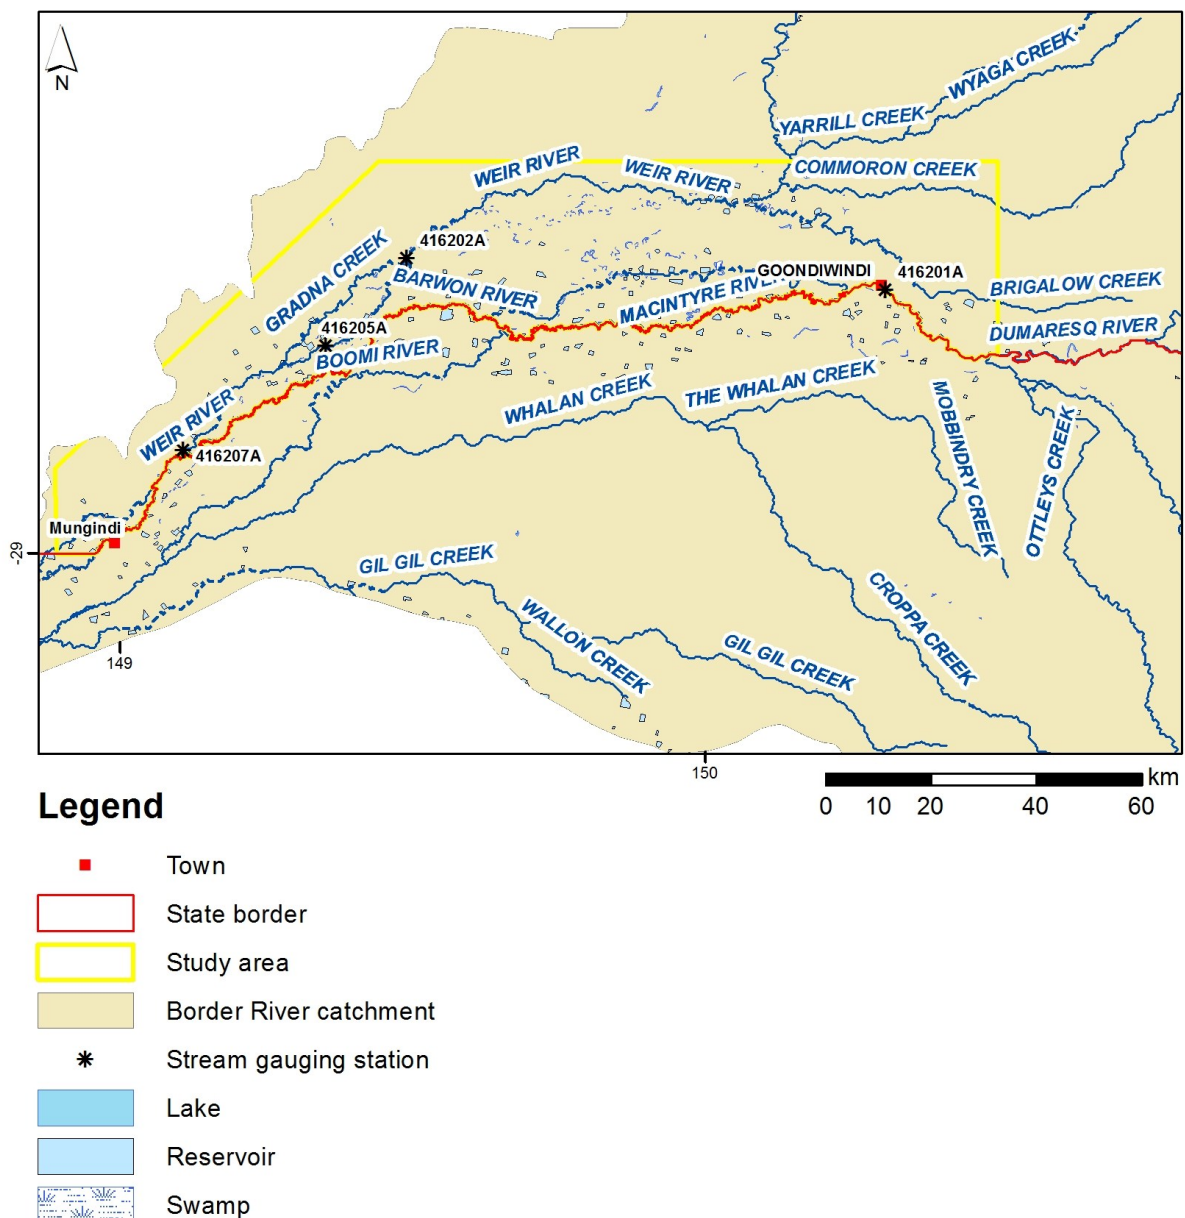 N
WYAGA CREEK
YARRILL CREEK
COMMORON CREEK
WEIR RIVER
WEIR RIVER
416202A
GRADNA CREEK
BARWON RIVER
GOONDIWINDI
416201A
BRIGALOW CREEK
MACINTYRE RIVER
416205A
BOOMI RIVER
DUMARESQ RIVER
WHALAN CREEK
THE WHALAN CREEK
WEIR RIVER
416207A
MOBBINDRY CREEK
OTTLEYS CREEK
Mungindi
-29
GIL GIL CREEK
WALLON CREEK
CROPPA CREEK
GIL GIL CREEK
149
150
km
0 10 20 40 60
Legend
Town
State border
Study area
Border River catchment
Stream gauging station
Lake
Reservoir
Swamp